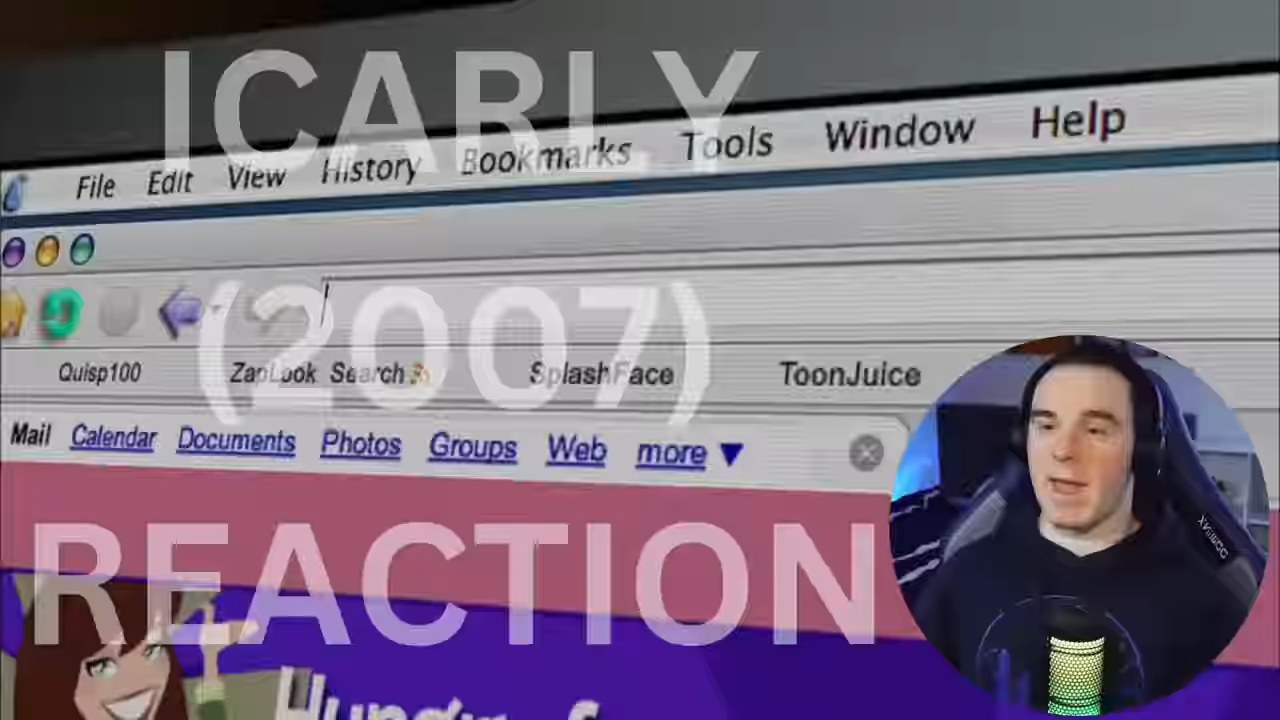 ICARLY
File Edit View History Bookmarks Tools Window Help
(2007)
Quisp100 ZapLook Search SplashFace ToonJuice
Mail Calendar Documents Photos Groups Web more
REACTION